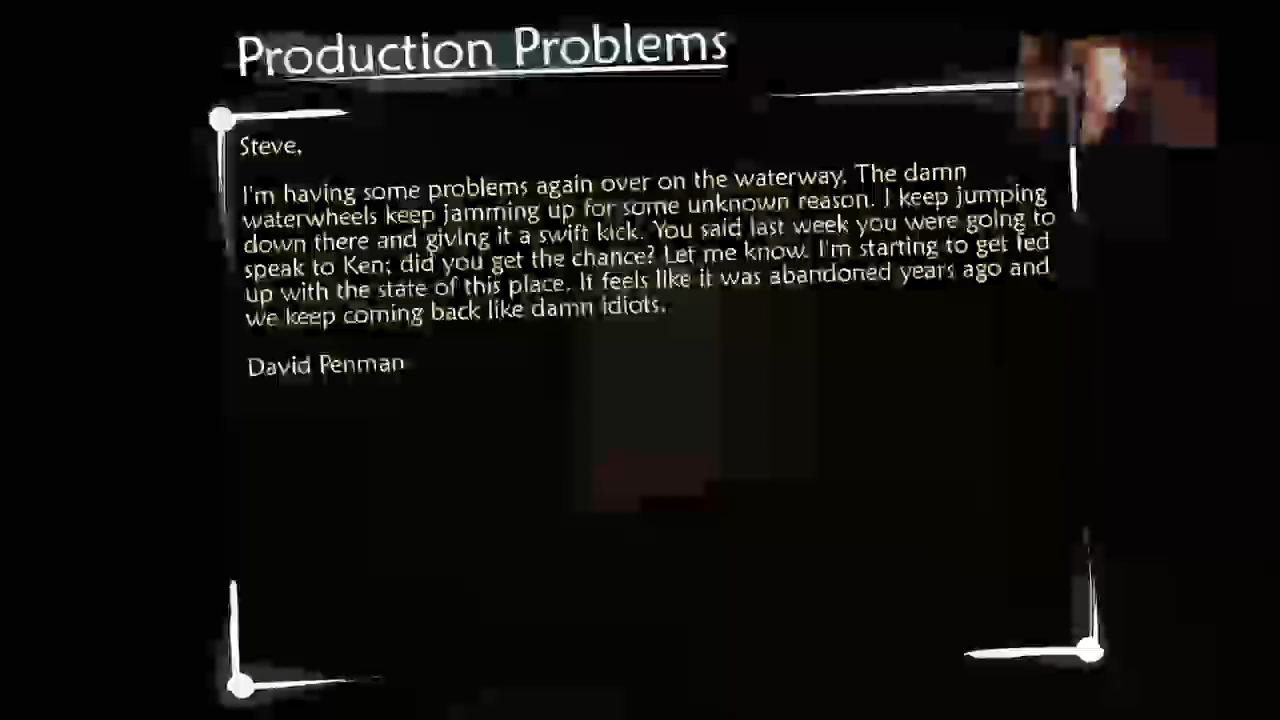 Production Problems
Steve,
I'm having some problems again over on the waterway. The damn
waterwheels keep jamming up for some unknown reason. I keep jumping
down there and giving it a swift kick. You said last week you were going to
speak to Ken; did you get the chance? Let me know. I'm starting to get fed
up with the state of this place. It feels like it was abandoned years ago and
we keep coming back like damn idiots.
David Penman